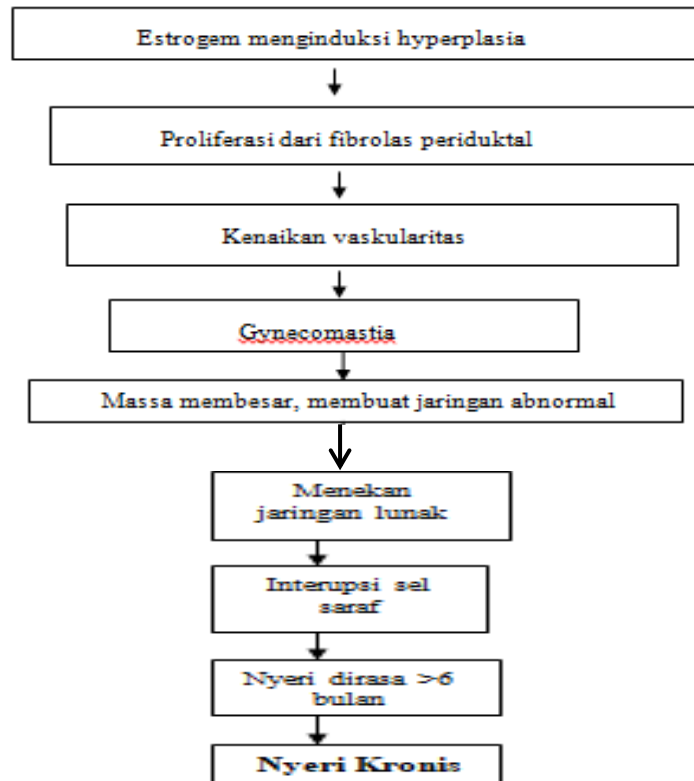 Estrogem menginduksi hyperplasia
Proliferasi dari fibrolas periduktal
Kenaikan vaskularitas
Gynecomastia
Massa membesar, membuat jaringan abnormal
Menekan
jaringan lunak
Interupsi sel
saraf
Nyeri dirasa >6
bulan
Nyeri Kronis